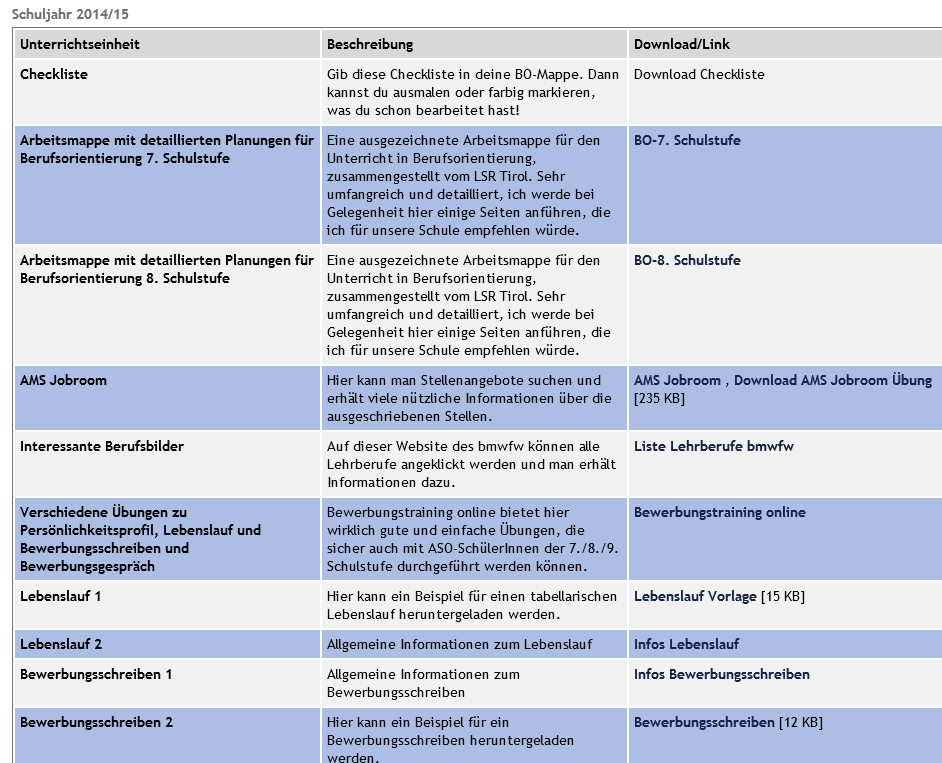 Schuljahr 2014/15
Unterrichtseinheit Beschreibung Download/Link
Checkliste Gib diese Checkliste in deine BO-Mappe. Dann Download Checkliste
kannst du ausmalen oder farbig markieren,
was du schon bearbeitet hast!
Arbeitsmappe mit detaillierten Planungen für Eine ausgezeichnete Arbeitsmappe für den BO-7. Schulstufe
Berufsorientierung 7. Schulstufe Unterricht in Berufsorientierung,
zusammengestellt vom LSR Tirol. Sehr
umfangreich und detailliert, ich werde bei
Gelegenheit hier einige Seiten anführen, die
ich für unsere Schule empfehlen würde.
Arbeitsmappe mit detaillierten Planungen für Eine ausgezeichnete Arbeitsmappe für den BO-8. Schulstufe
Berufsorientierung 8. Schulstufe Unterricht in Berufsorientierung,
zusammengestellt vom LSR Tirol. Sehr
umfangreich und detailliert, ich werde bei
Gelegenheit hier einige Seiten anführen, die
ich für unsere Schule empfehlen würde.
AMS Jobroom Hier kann man Stellenangebote suchen und AMS Jobroom , Download AMS Jobroom Übung
erhält viele nützliche Informationen über die [235 KB]
ausgeschriebenen Stellen.
Interessante Berufsbilder Auf dieser Website des bmwfw können alle Liste Lehrberufe bmwfw
Lehrberufe angeklickt werden und man erhält
Informationen dazu.
Verschiedene Übungen zu Bewerbungstraining online bietet hier Bewerbungstraining online
Persönlichkeitsprofil, Lebenslauf und wirklich gute und einfache Übungen, die
Bewerbungsschreiben und sicher auch mit ASO-SchülerInnen der 7./8./9.
Bewerbungsgespräch Schulstufe durchgeführt werden können.
Lebenslauf 1 Hier kann ein Beispiel für einen tabellarischen Lebenslauf Vorlage [15 KB]
Lebenslauf heruntergeladen werden.
Lebenslauf 2 Allgemeine Informationen zum Lebenslauf Infos Lebenslauf
Bewerbungsschreiben 1 Allgemeine Informationen zum Infos Bewerbungsschreiben
Bewerbungsschreiben
Bewerbungsschreiben 2 Hier kann ein Beispiel für ein Bewerbungsschreiben [12 KB]
Bewerbungsschreiben heruntergeladen
werden.